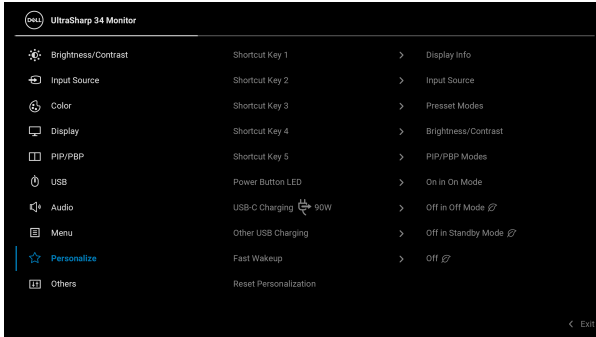 DELL UltraSharp 34 Monitor
Brightness/Contrast Shortcut Key 1 > Display Info
Input Source Shortcut Key 2 > Input Source
Color Shortcut Key 3 > Presset Modes
Display Shortcut Key 4 > Brightness/Contrast
PIP/PBP Shortcut Key 5 > PIP/PBP Modes
USB Power Button LED > On in On Mode
Audio USB-C Charging 90W > Off in Off Mode
Menu Other USB Charging > Off in Standby Mode
Personalize Fast Wakeup > Off
Others Reset Personalization
< Exit